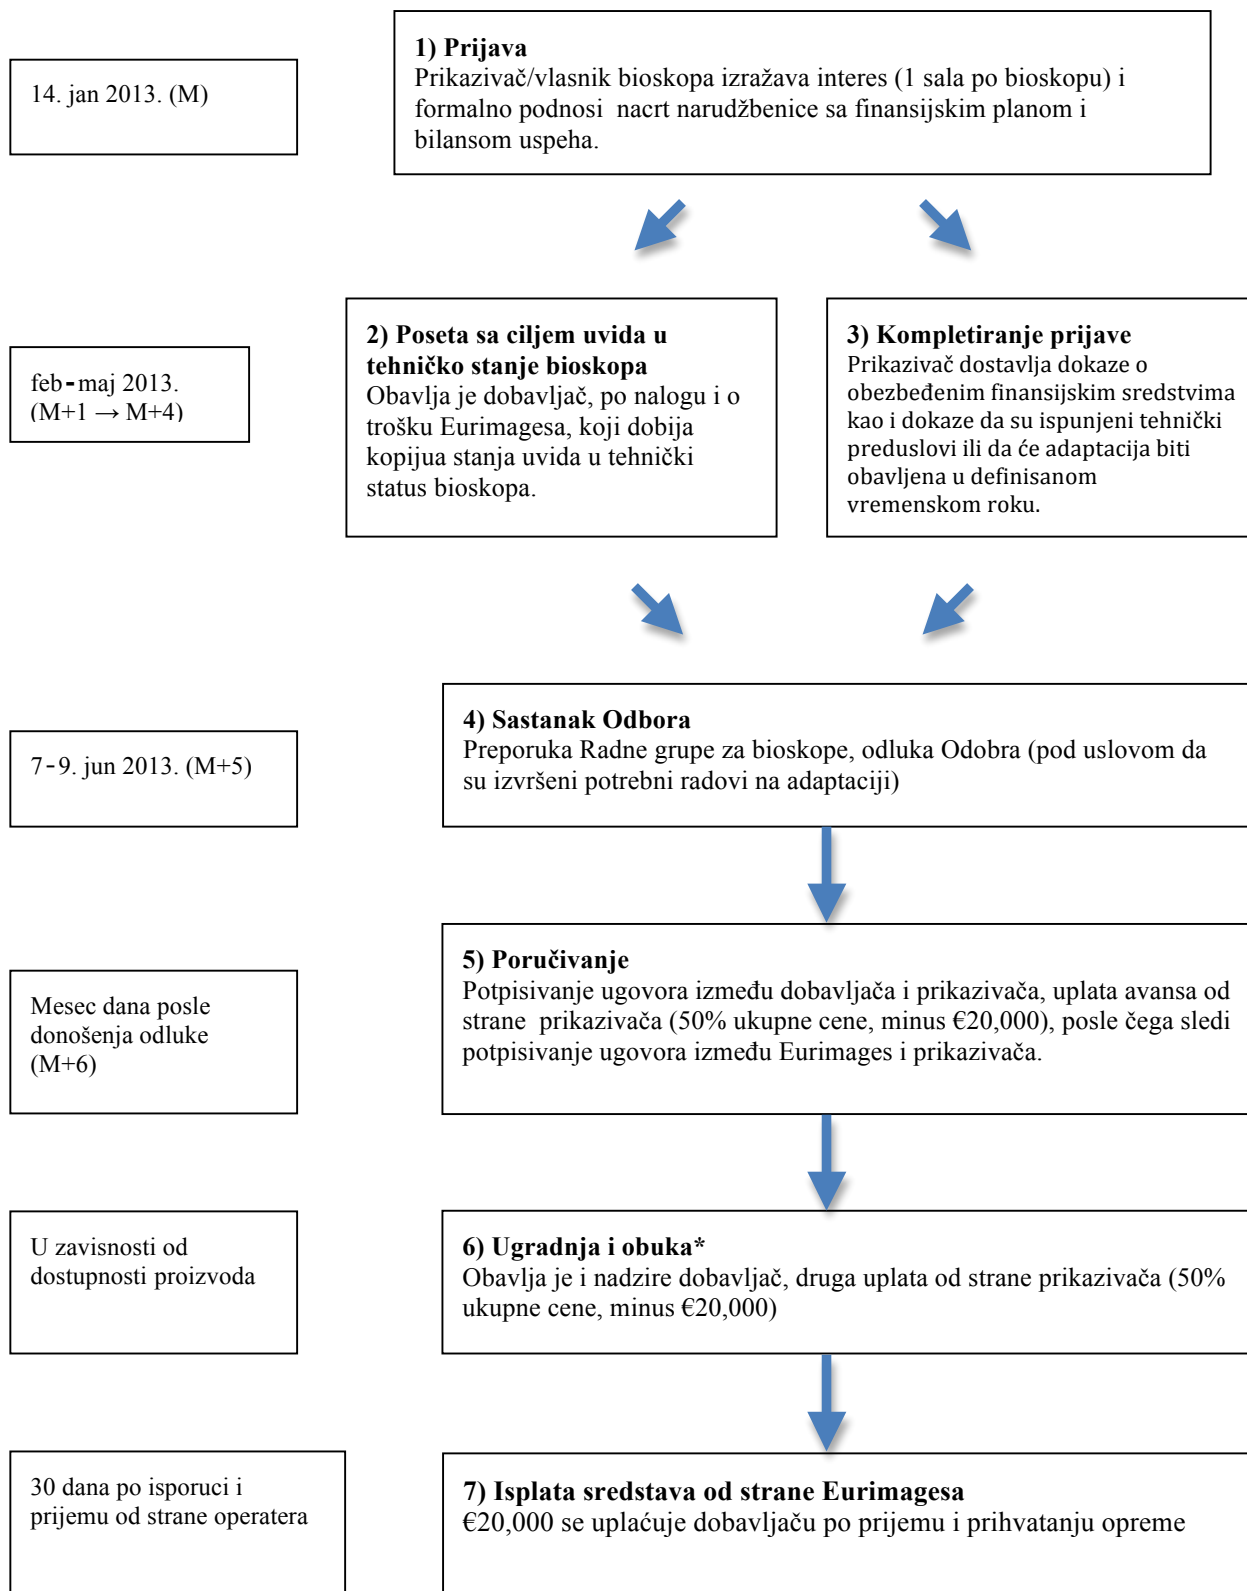 14. jan 2013. (M)
1) Prijava
Prikazivač/vlasnik bioskopa izražava interes (1 sala po bioskopu) i
formalno podnosi nacrt narudžbenice sa finansijskim planom i
bilansom uspeha.
feb-maj 2013.
(M+1 → M+4)
2) Poseta sa ciljem uvida u
tehničko stanje bioskopa
Obavlja je dobavljač, po nalogu i o
trošku Eurimagesa, koji dobija
kopijua stanja uvida u tehnički
status bioskopa.
3) Kompletiranje prijave
Prikazivač dostavlja dokaze o
obezbeđenim finansijskim sredstvima
kao i dokaze da su ispunjeni tehnički
preduslovi ili da će adaptacija biti
obavljena u definisanom
vremenskom roku.
7-9. jun 2013. (M+5)
4) Sastanak Odbora
Preporuka Radne grupe za bioskope, odluka Odobra (pod uslovom da
su izvršeni potrebni radovi na adaptaciji)
Mesec dana posle
donošenja odluke
(M+6)
5) Poručivanje
Potpisivanje ugovora između dobavljača i prikazivača, uplata avansa od
strane prikazivača (50% ukupne cene, minus €20,000), posle čega sledi
potpisivanje ugovora između Eurimages i prikazivača.
U zavisnosti od
dostupnosti proizvoda
6) Ugradnja i obuka*
Obavlja je i nadzire dobavljač, druga uplata od strane prikazivača (50%
ukupne cene, minus €20,000)
30 dana po isporuci i
prijemu od strane operatera
7) Isplata sredstava od strane Eurimagesa
€20,000 se uplaćuje dobavljaču po prijemu i prihvatanju opreme